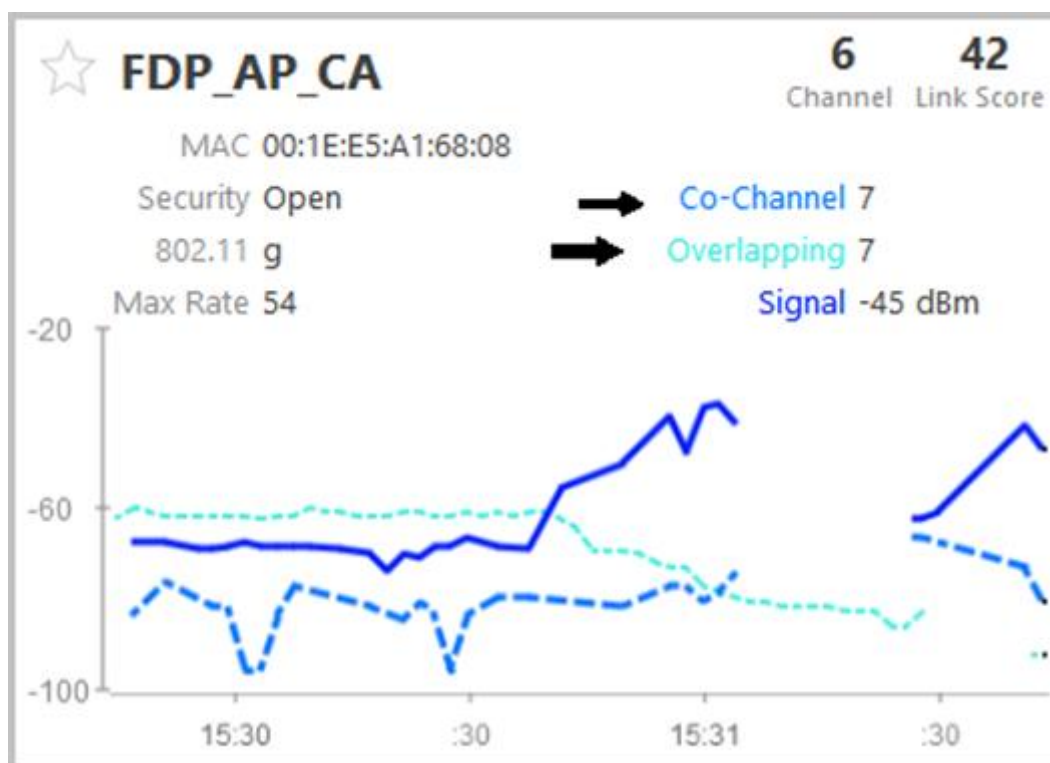 FDP_AP_CA
6 42
Channel Link Score
MAC 00:1E:E5:A1:68:08
Security Open
Co-Channel 7
802.11 g
Overlapping 7
Max Rate 54
Signal -45 dBm
-20
-60
-100
15:30 :30 15:31 :30